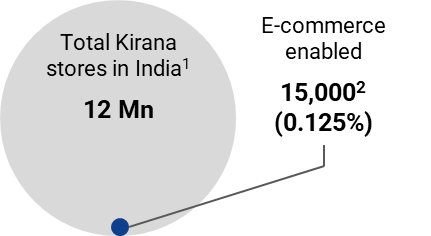 Total Kirana
stores in India¹
12 Mn
E-commerce
enabled
15,000²
(0.125%)